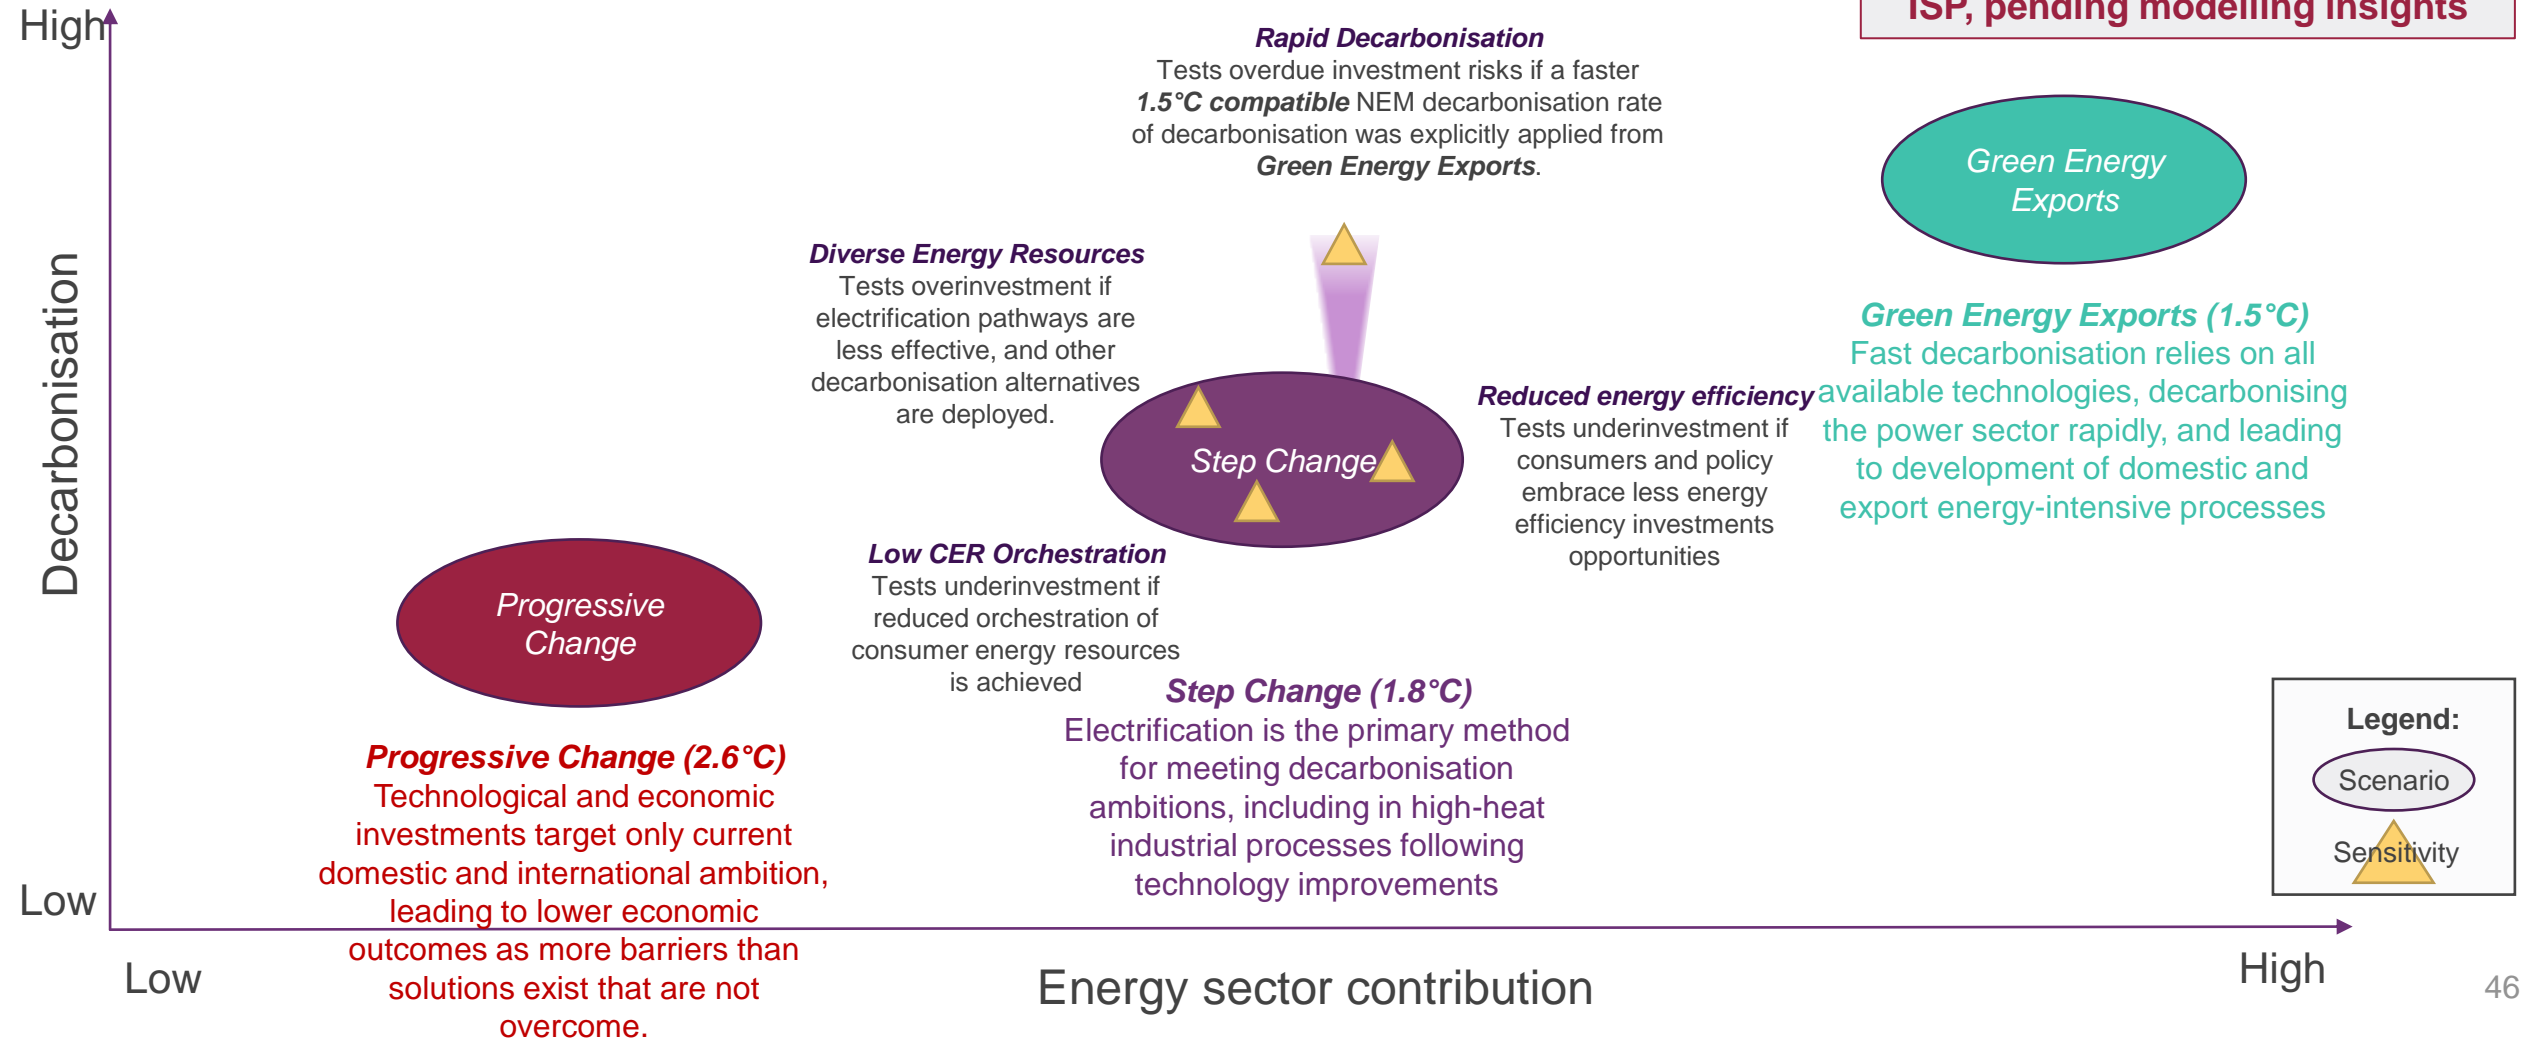 High
ISP, pending modelling insights
Rapid Decarbonisation
Tests overdue investment risks if a faster
1.5°C compatible NEM decarbonisation rate
of decarbonisation was explicitly applied from
Green Energy Exports.
Green Energy
Exports
Diverse Energy Resources
Tests overinvestment if
electrification pathways are
less effective, and other
decarbonisation alternatives
are deployed.
Green Energy Exports (1.5°C)
Fast decarbonisation relies on all
available technologies, decarbonising
the power sector rapidly, and leading
to development of domestic and
export energy-intensive processes
Decarbonisation
Step Change
Reduced energy efficiency
Tests underinvestment if
consumers and policy
embrace less energy
efficiency investments
opportunities
Low CER Orchestration
Tests underinvestment if
reduced orchestration of
consumer energy resources
is achieved
Progressive
Change
Step Change (1.8°C)
Electrification is the primary method
for meeting decarbonisation
ambitions, including in high-heat
industrial processes following
technology improvements
Progressive Change (2.6°C)
Technological and economic
investments target only current
domestic and international ambition,
leading to lower economic
outcomes as more barriers than
solutions exist that are not
overcome.
Legend:
Scenario
Sensitivity
Low
Low
Energy sector contribution
High
46